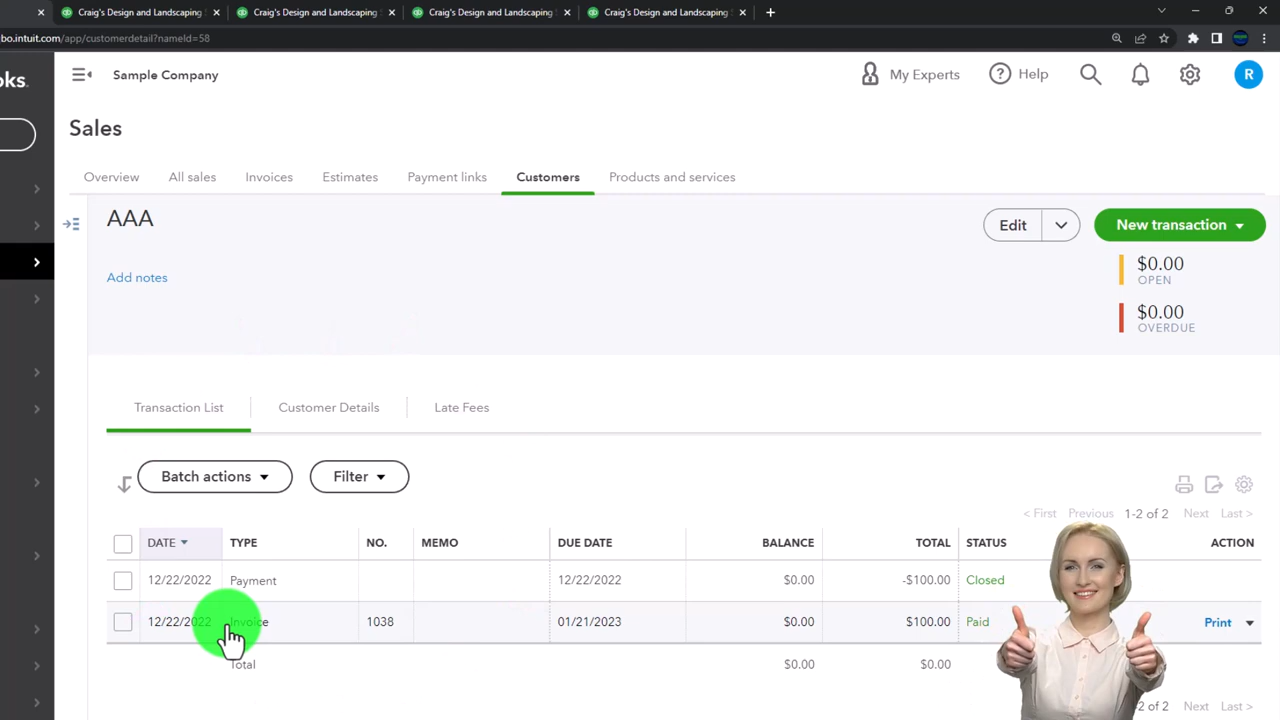 Craig's Design and Landscaping S Craig's Design and Landscaping S Craig's Design and Landscaping S Craig's Design and Landscaping S
bo.intuit.com/app/customerdetail?nameId=58
oks.
Sample Company My Experts Help R
Sales
Overview All sales Invoices Estimates Payment links Customers Products and services
AAA Edit New transaction
$0.00
OPEN
Add notes
$0.00
OVERDUE
Transaction List Customer Details Late Fees
Batch actions Filter
< First Previous 1-2 of 2 Next Last >
DATE TYPE NO. MEMO DUE DATE BALANCE TOTAL STATUS ACTION
12/22/2022 Payment 12/22/2022 $0.00 -$100.00 Closed
12/22/2022 Invoice 1038 01/21/2023 $0.00 $100.00 Paid Print
Total $0.00 $0.00
-2 of 2 Next Last >